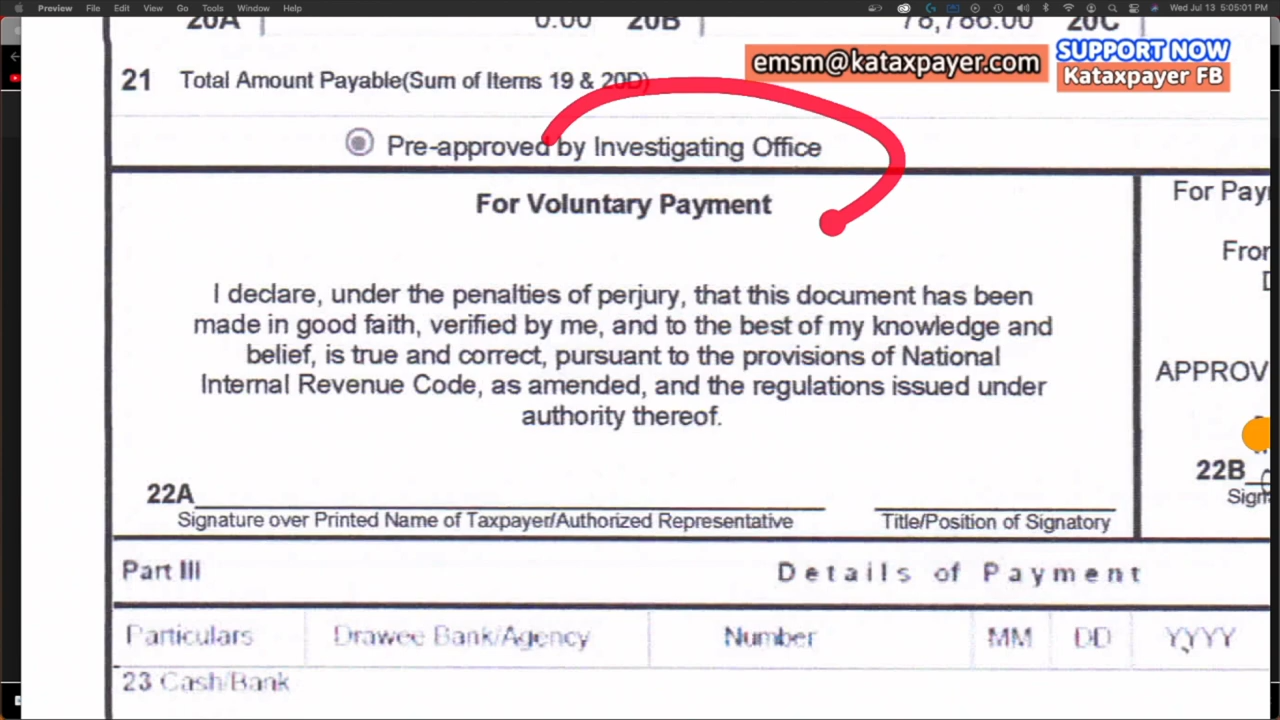 Preview File Edit View Go Tools Window Help Wed Jul 13 5:05:01 PM
20A 0.00 20B 78,786.00 20C
emsm@kataxpayer.com
SUPPORT NOW
Kataxpayer FB
21 Total Amount Payable(Sum of Items 19 & 20D)
Pre-approved by Investigating Office
For Voluntary Payment
For Pay
From
I declare, under the penalties of perjury, that this document has been
made in good faith, verified by me, and to the best of my knowledge and
belief, is true and correct, pursuant to the provisions of National
Internal Revenue Code, as amended, and the regulations issued under
authority thereof.
APPROV
22A
22B
Signature over Printed Name of Taxpayer/Authorized Representative
Title/Position of Signatory
Sign
Part III Details of Payment
Particulars Drawee Bank/Agency Number MM DD YYYY
23 Cash/Bank